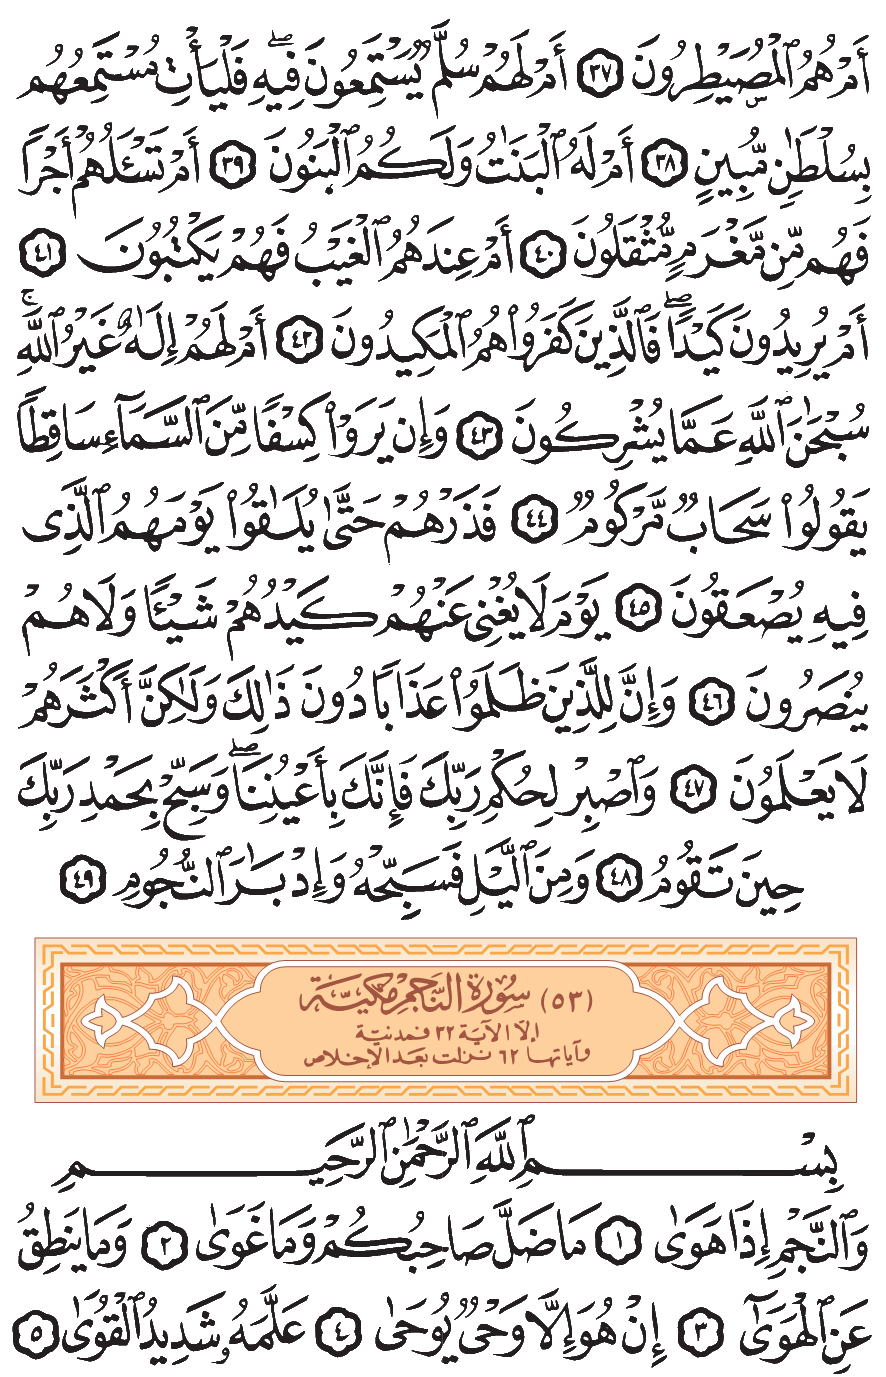 أَمْ هُمُ ٱلْمُصَۣيْطِرُونَ ٣٧ أَمْ لَهُمْ سُلَّمٌ يَسْتَمِعُونَ فِيهِ ۖ فَلْيَأْتِ مُسْتَمِعُهُم
بِسُلْطَٰنٍ مُّبِينٍ ٣٨ أَمْ لَهُ ٱلْبَنَٰتُ وَلَكُمُ ٱلْبَنُونَ ٣٩ أَمْ تَسْـَٔلُهُمْ أَجْرًا
فَهُم مِّن مَّغْرَمٍ مُّثْقَلُونَ ٤٠ أَمْ عِندَهُمُ ٱلْغَيْبُ فَهُمْ يَكْتُبُونَ ٤١
أَمْ يُرِيدُونَ كَيْدًا ۖ فَٱلَّذِينَ كَفَرُوا۟ هُمُ ٱلْمَكِيدُونَ ٤٢ أَمْ لَهُمْ إِلَٰهٌ غَيْرُ ٱللَّهِ ۚ
سُبْحَٰنَ ٱللَّهِ عَمَّا يُشْرِكُونَ ٤٣ وَإِن يَرَوْا۟ كِسْفًا مِّنَ ٱلسَّمَآءِ سَاقِطًا
يَقُولُوا۟ سَحَابٌ مَّرْكُومٌ ٤٤ فَذَرْهُمْ حَتَّىٰ يُلَٰقُوا۟ يَوْمَهُمُ ٱلَّذِى
فِيهِ يُصْعَقُونَ ٤٥ يَوْمَ لَا يُغْنِى عَنْهُمْ كَيْدُهُمْ شَيْـًٔا وَلَا هُمْ
يُنصَرُونَ ٤٦ وَإِنَّ لِلَّذِينَ ظَلَمُوا۟ عَذَابًا دُونَ ذَٰلِكَ وَلَٰكِنَّ أَكْثَرَهُمْ
لَا يَعْلَمُونَ ٤٧ وَٱصْبِرْ لِحُكْمِ رَبِّكَ فَإِنَّكَ بِأَعْيُنِنَا ۖ وَسَبِّحْ بِحَمْدِ رَبِّكَ
حِينَ تَقُومُ ٤٨ وَمِنَ ٱلَّيْلِ فَسَبِّحْهُ وَإِدْبَٰرَ ٱلنُّجُومِ ٤٩
(٥٣) سُورَة النَّجْمِ مَكِّيَّة
إلا الآية ٣٢ فمدنية
وآياتها ٦٢ نزلت بعد الإخلاص
بِسْمِ ٱللَّهِ ٱلرَّحْمَٰنِ ٱلرَّحِيمِ
وَٱلنَّجْمِ إِذَا هَوَىٰ ١ مَا ضَلَّ صَاحِبُكُمْ وَمَا غَوَىٰ ٢ وَمَا يَنطِقُ
عَنِ ٱلْهَوَىٰٓ ٣ إِنْ هُوَ إِلَّا وَحْىٌ يُوحَىٰ ٤ عَلَّمَهُۥ شَدِيدُ ٱلْقُوَىٰ ٥